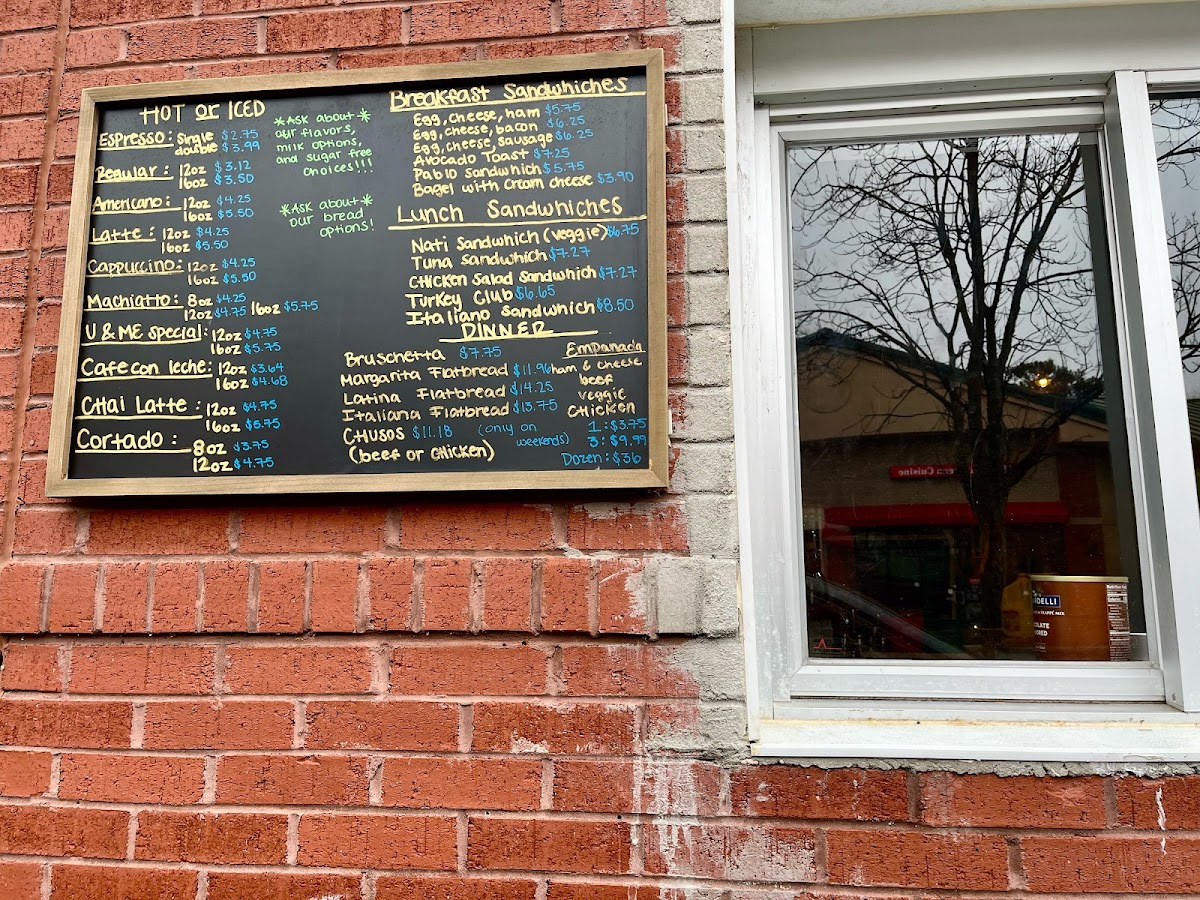 HOT or ICED
Espresso: Single $2.75
double $3.99
Regular: 12oz $3.12
16oz $3.50
Americano: 12oz $4.25
16oz $5.50
Latte: 12oz $4.25
16oz $5.50
Cappuccino: 12oz $4.25
16oz $5.50
Machiatto: 8oz $4.25
12oz $4.75 16oz $5.75
U & ME special: 12oz $4.75
16oz $5.75
Cafe con leche: 12oz $3.64
16oz $4.68
CHai Latte: 12oz $4.75
16oz $5.75
Cortado: 8oz $3.75
12oz $4.75
*Ask about*
our flavors,
milk options,
and sugar free
choices!!!
*Ask about*
our bread
options!
Breakfast Sandwhiches
Egg, cheese, ham $5.75
Egg, cheese, bacon $6.25
Egg, cheese, sausage $6.25
Avocado Toast $7.25
Pablo Sandwhich $5.75
Bagel with cream cheese $3.90
Lunch Sandwhiches
Nati Sandwhich (veggie) $6.75
Tuna Sandwhich $7.27
CHicken Salad Sandwhich $7.27
Turkey Club $6.65
Italiano Sandwhich $8.50
DINNER
Bruschetta $7.75
Margarita Flatbread $11.96
Latina Flatbread $14.25
Italiana Flatbread $13.75
CHUSOS $11.18 (only on
weekends)
(beef or CHicken)
Empanada
ham & cheese
beef
veggie
CHicken
1: $3.75
3: $9.99
Dozen: $36
Cuisine
DELLI